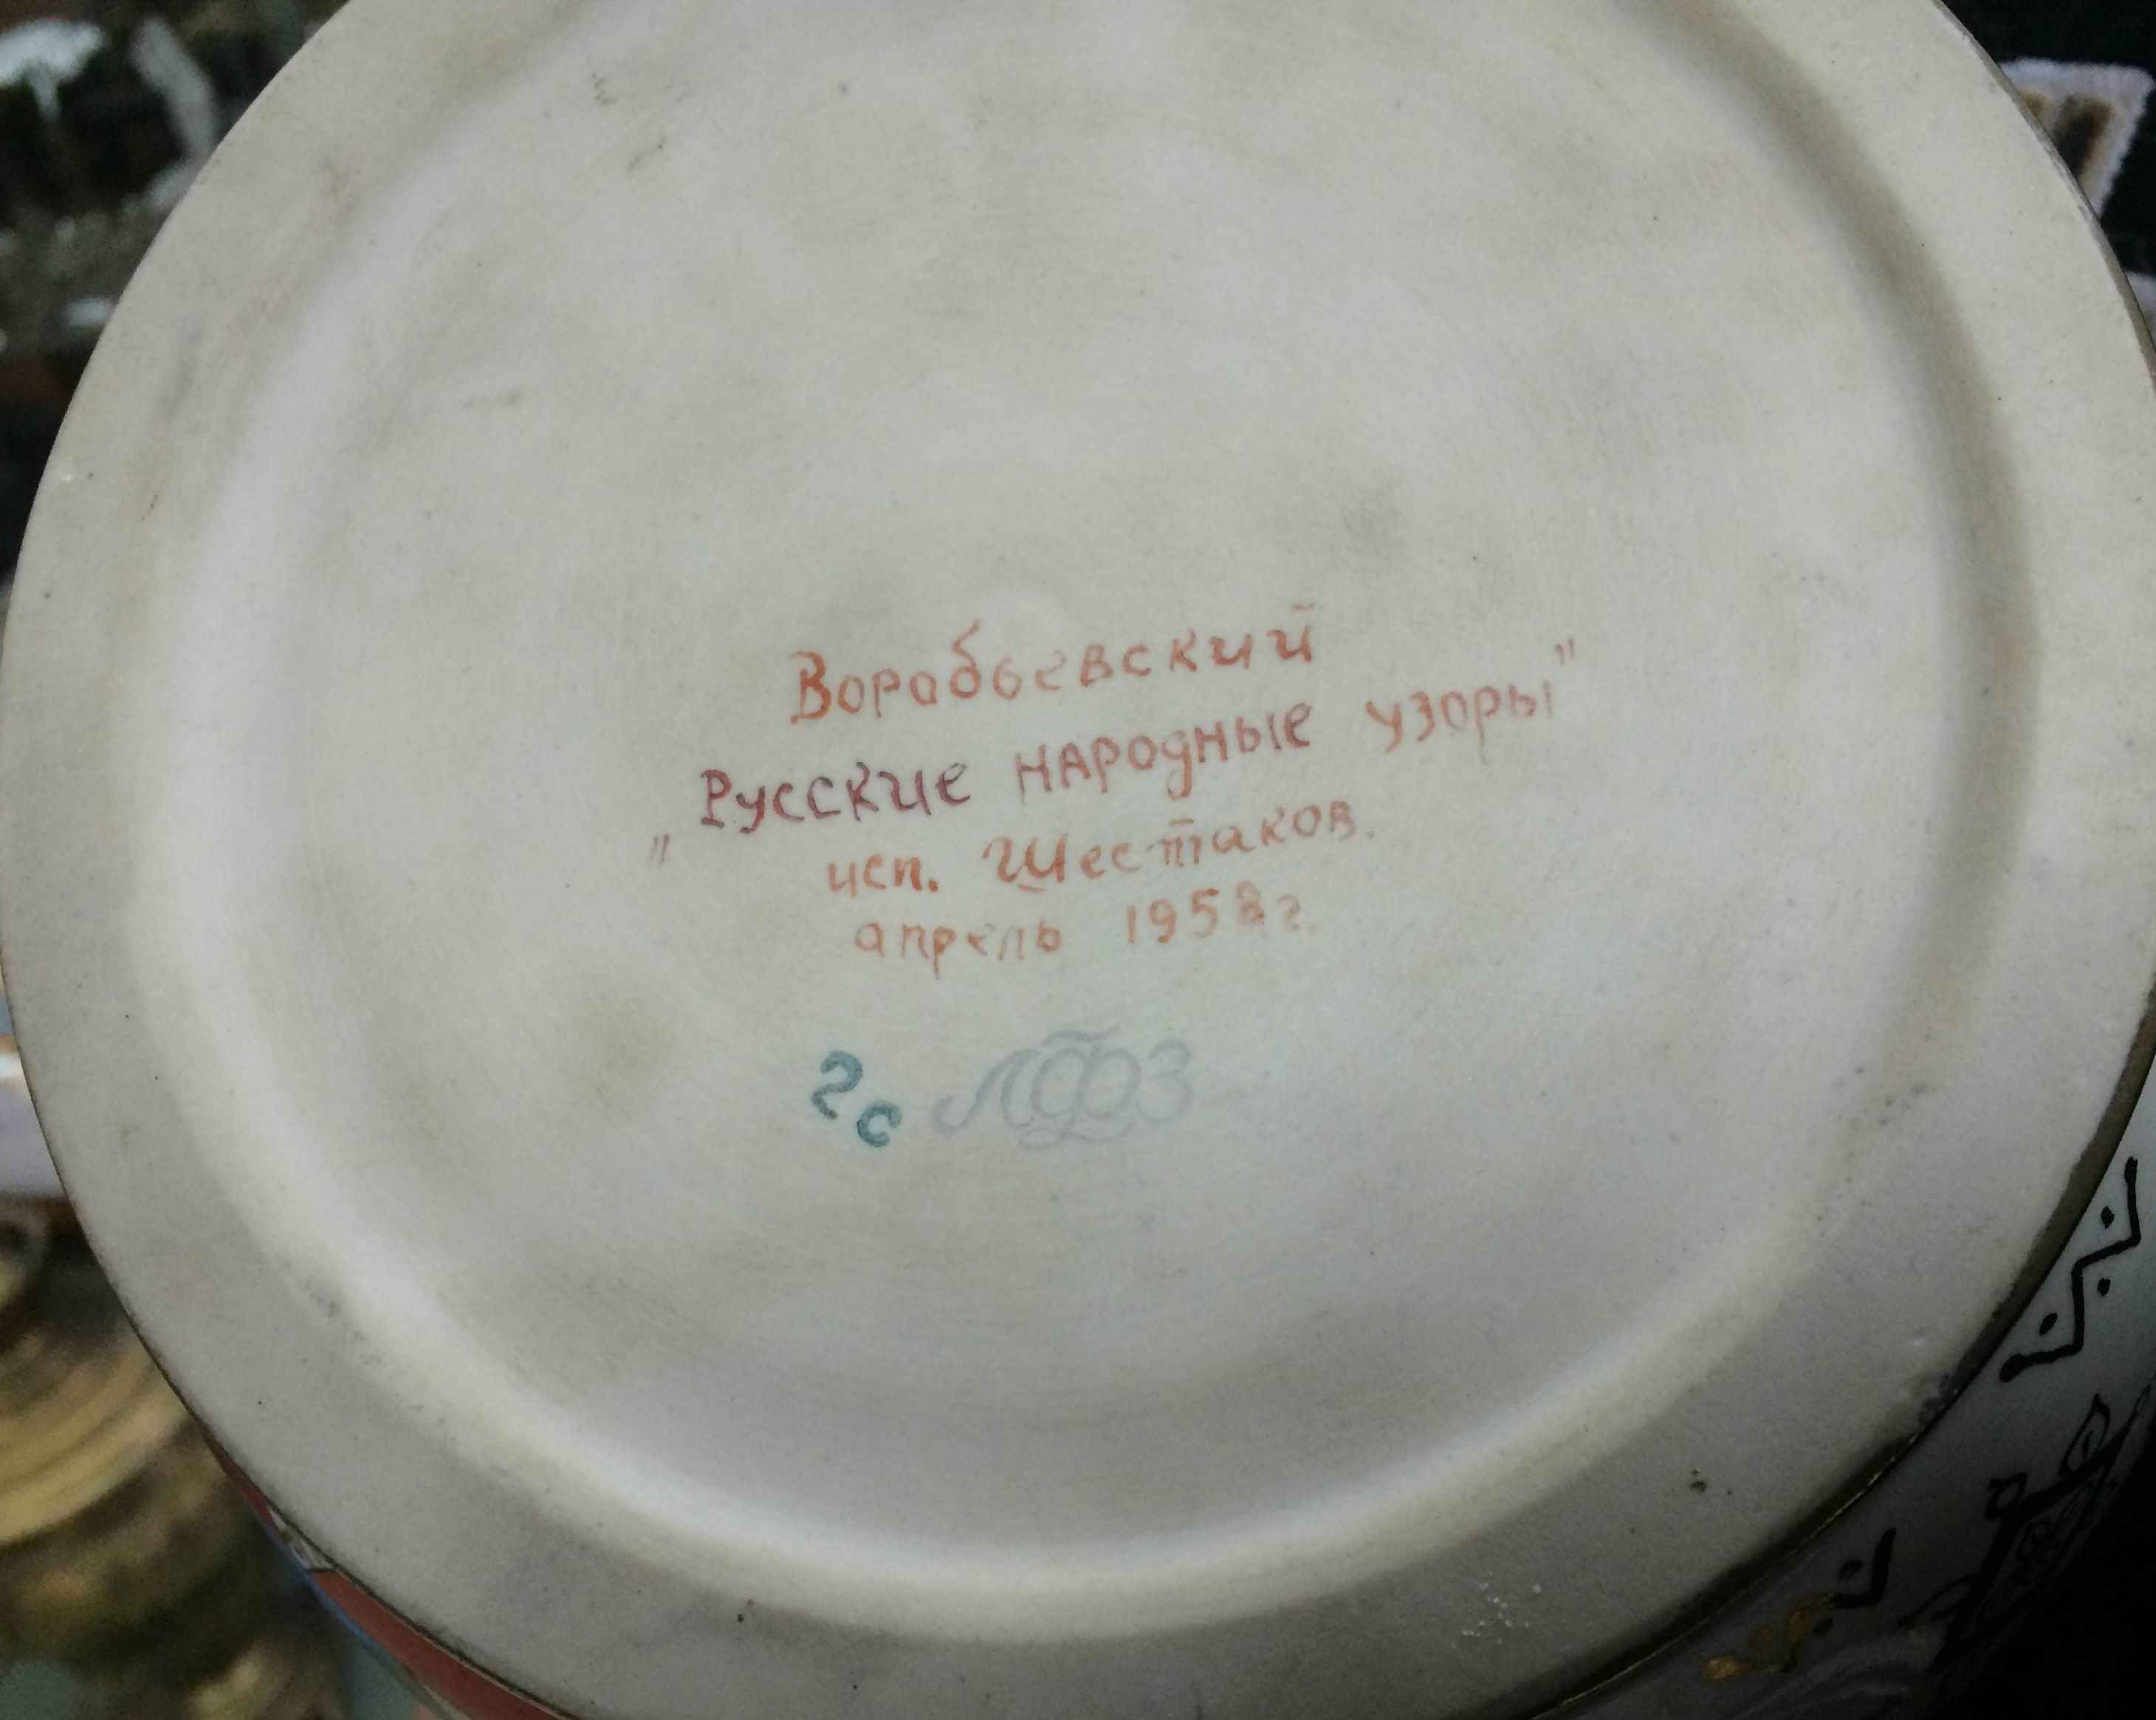 Воробьевский
„Русские народные узоры"
исп. Шестаков.
апрель 1958г.
2с ЛФЗ